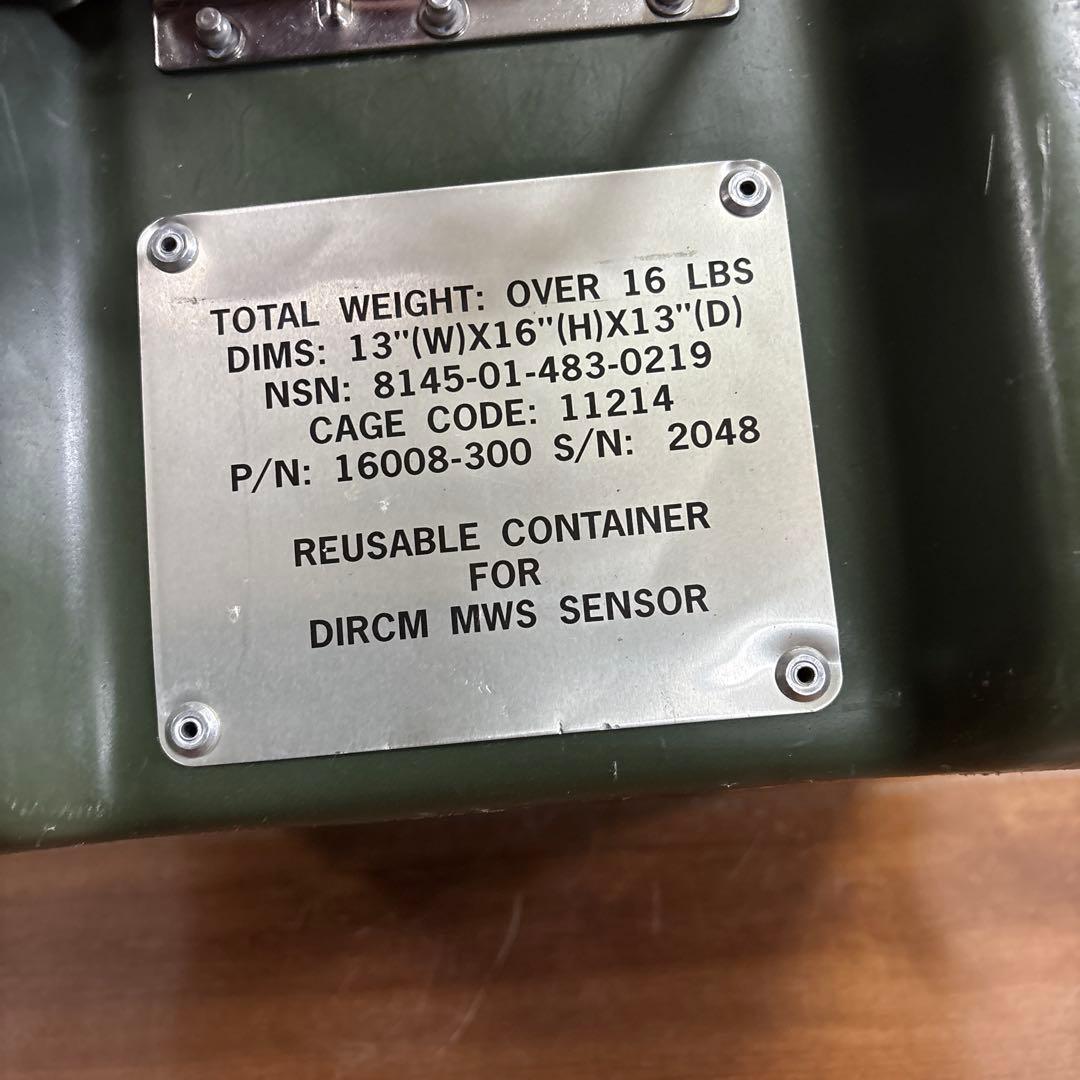 TOTAL WEIGHT: OVER 16 LBS
DIMS: 13"(W)X16"(H)X13"(D)
NSN: 8145-01-483-0219
CAGE CODE: 11214
P/N: 16008-300 S/N: 2048
REUSABLE CONTAINER
FOR
DIRCM MWS SENSOR